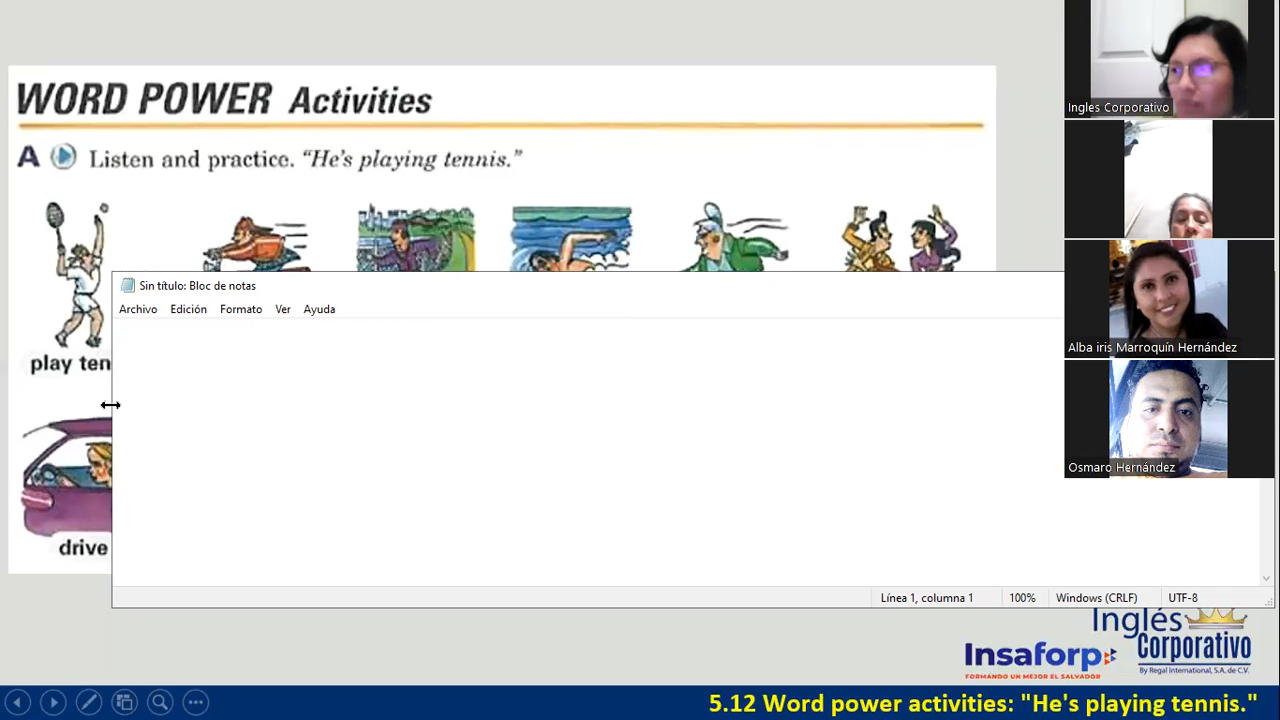 WORD POWER Activities
A Listen and practice. "He's playing tennis."
Sin título: Bloc de notas
Archivo Edición Formato Ver Ayuda
play ten
drive
Línea 1, columna 1 100% Windows (CRLF) UTF-8
Ingles Corporativo
Alba iris Marroquín Hernández
Osmaro Hernández
Inglés
Corporativo
By Regal International, S.A. de C.V.
Insaforp
FORMANDO UN MEJOR EL SALVADOR
5.12 Word power activities: "He's playing tennis."